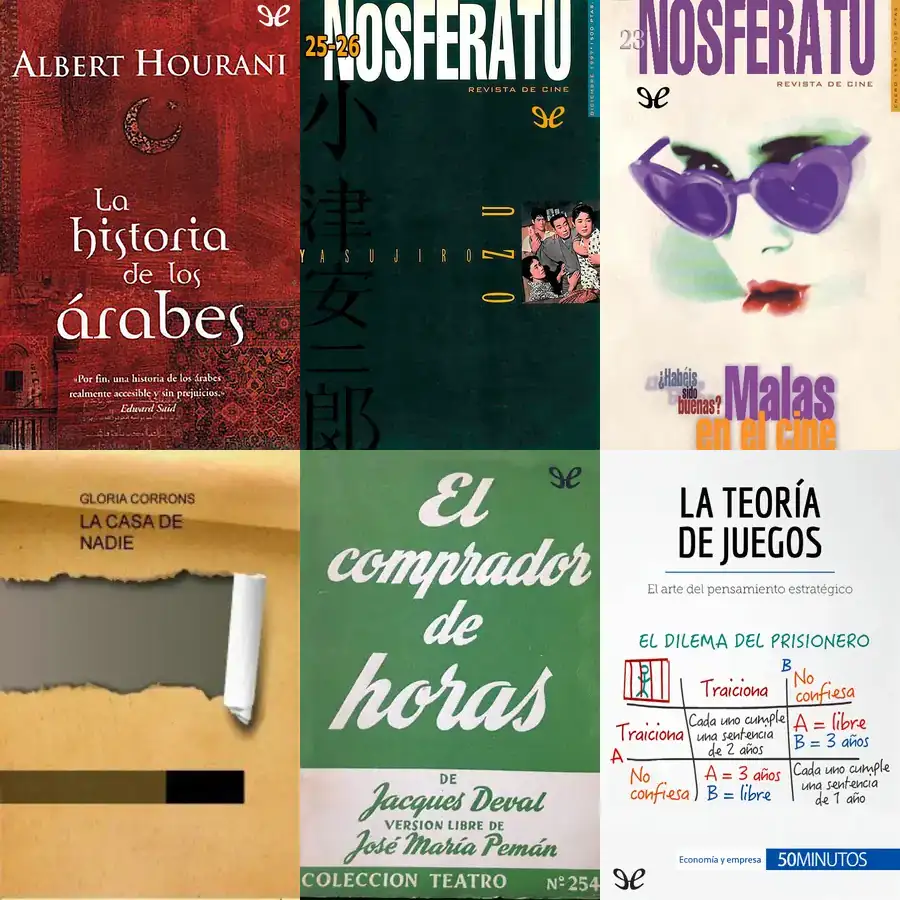 ALBERT HOURANI
La
historia
de los
árabes
«Por fin, una historia de los árabes
realmente accesible y sin prejuicios.»
Edward Said
25-26
NOSFERATU
REVISTA DE CINE
DICIEMBRE 1997
小
津
安
二
郎
YASUJIRO
OZU
23
NOSFERATU
REVISTA DE CINE
¿Habéis
sido
buenas?
Malas
en el cine
GLORIA CORRONS
LA CASA DE
NADIE
El
comprador
de
horas
DE
Jacques Deval
VERSION LIBRE DE
José María Pemán
COLECCION TEATRO Nº 254
LA TEORÍA
DE JUEGOS
El arte del pensamiento estratégico
EL DILEMA DEL PRISIONERO
B
Traiciona
No
confiesa
Traiciona
Cada uno cumple
una sentencia
de 2 años
A = libre
B = 3 años
A
No
confiesa
A = 3 años
B = libre
Cada uno cumple
una sentencia
de 1 año
Economía y empresa
50MINUTOS